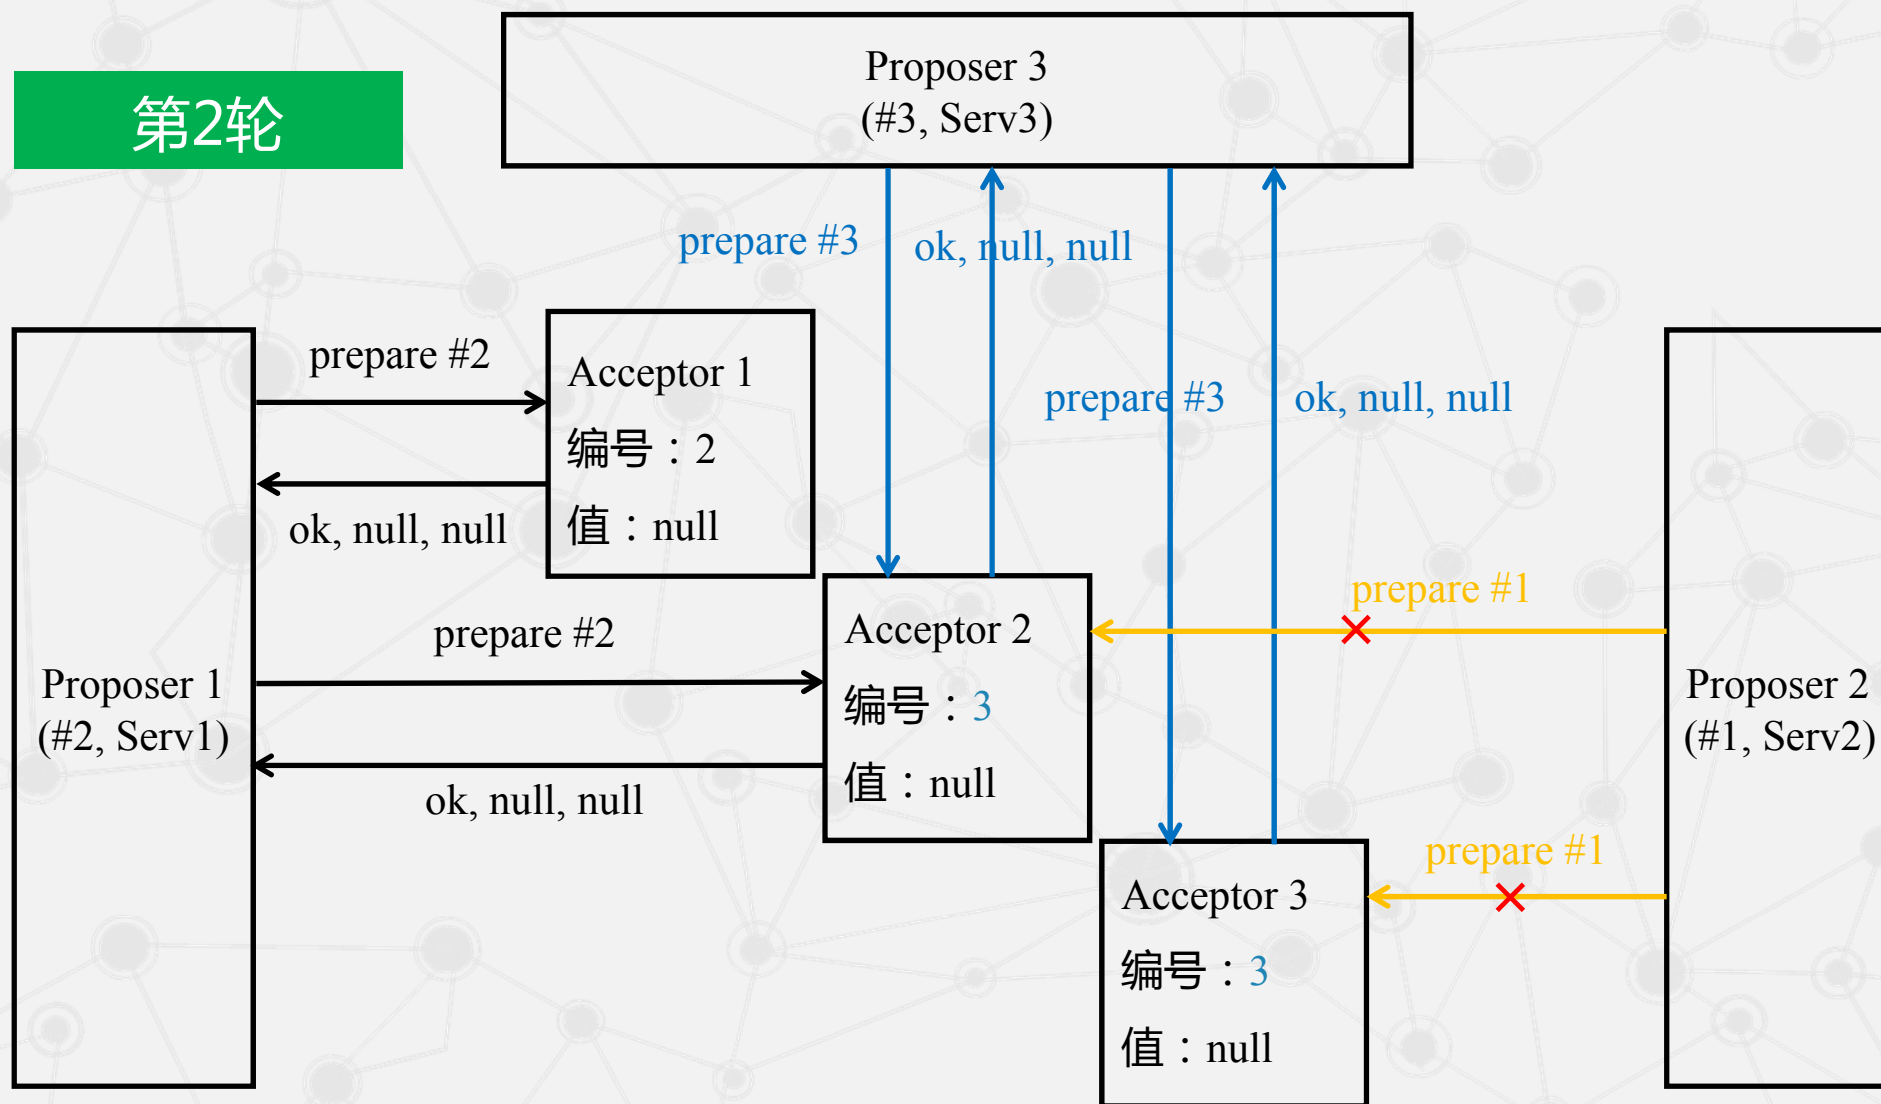 第2轮
Proposer 3
(#3, Serv3)
prepare #3
ok, null, null
prepare #2
Acceptor 1
编号：2
值：null
ok, null, null
prepare #3
ok, null, null
prepare #2
Acceptor 2
编号：3
值：null
ok, null, null
prepare #1
Proposer 1
(#2, Serv1)
Proposer 2
(#1, Serv2)
prepare #1
Acceptor 3
编号：3
值：null